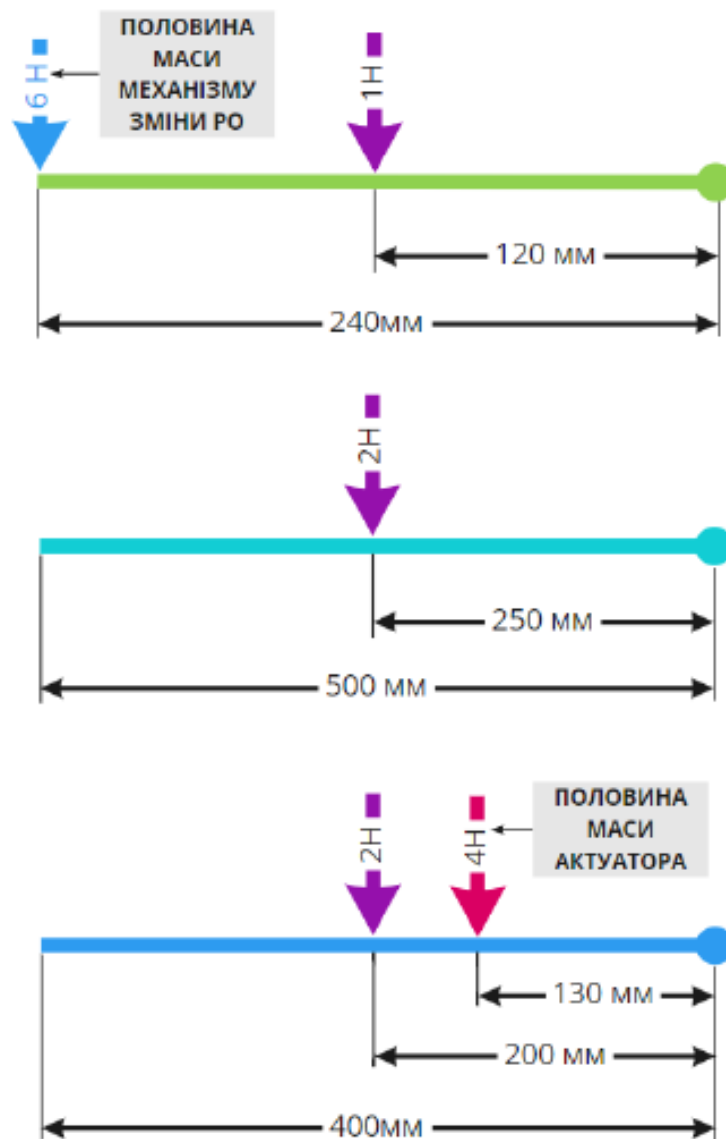 ПОЛОВИНА
МАСИ
МЕХАНІЗМУ
ЗМІНИ РО
6 Н
1Н
120 мм
240мм
2Н
250 мм
500 мм
ПОЛОВИНА
МАСИ
АКТУАТОРА
2Н
4Н
130 мм
200 мм
400мм